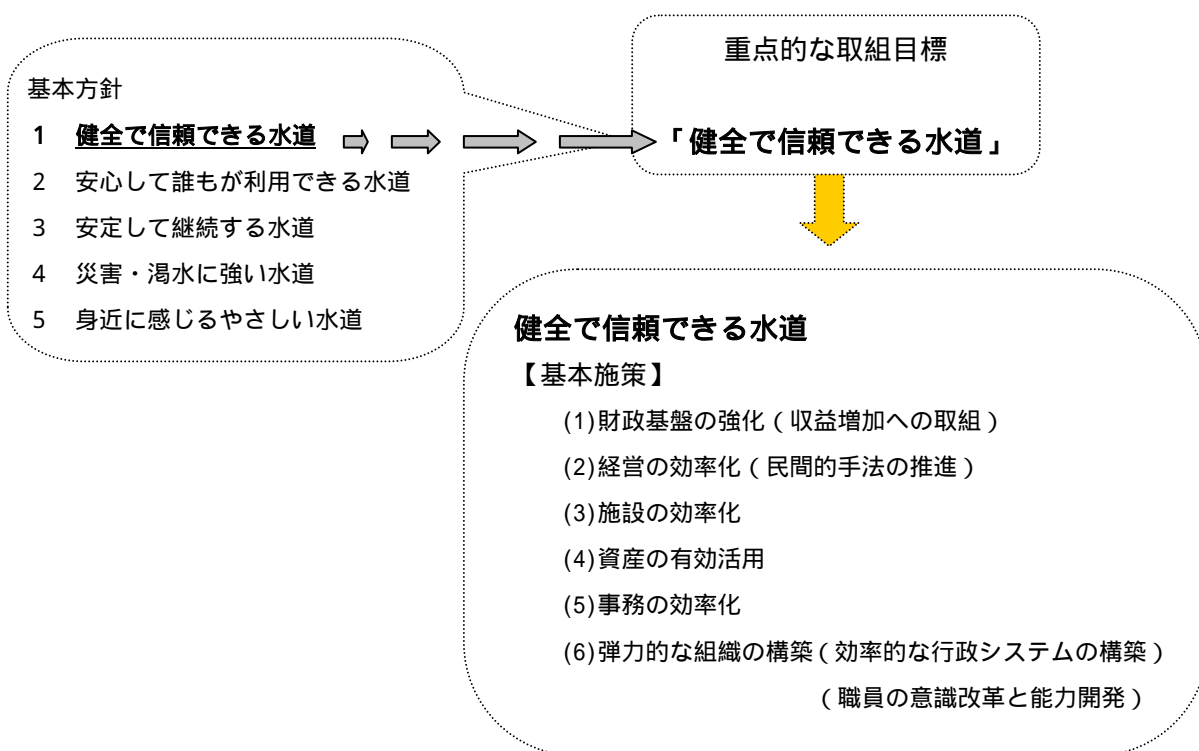 基本方針
1 健全で信頼できる水道
2 安心して誰もが利用できる水道
3 安定して継続する水道
4 災害・渇水に強い水道
5 身近に感じるやさしい水道
重点的な取組目標
「健全で信頼できる水道」
健全で信頼できる水道
【基本施策】
(1)財政基盤の強化(収益増加への取組)
(2)経営の効率化(民間的手法の推進)
(3)施設の効率化
(4)資産の有効活用
(5)事務の効率化
(6)弾力的な組織の構築(効率的な行政システムの構築)
(職員の意識改革と能力開発)